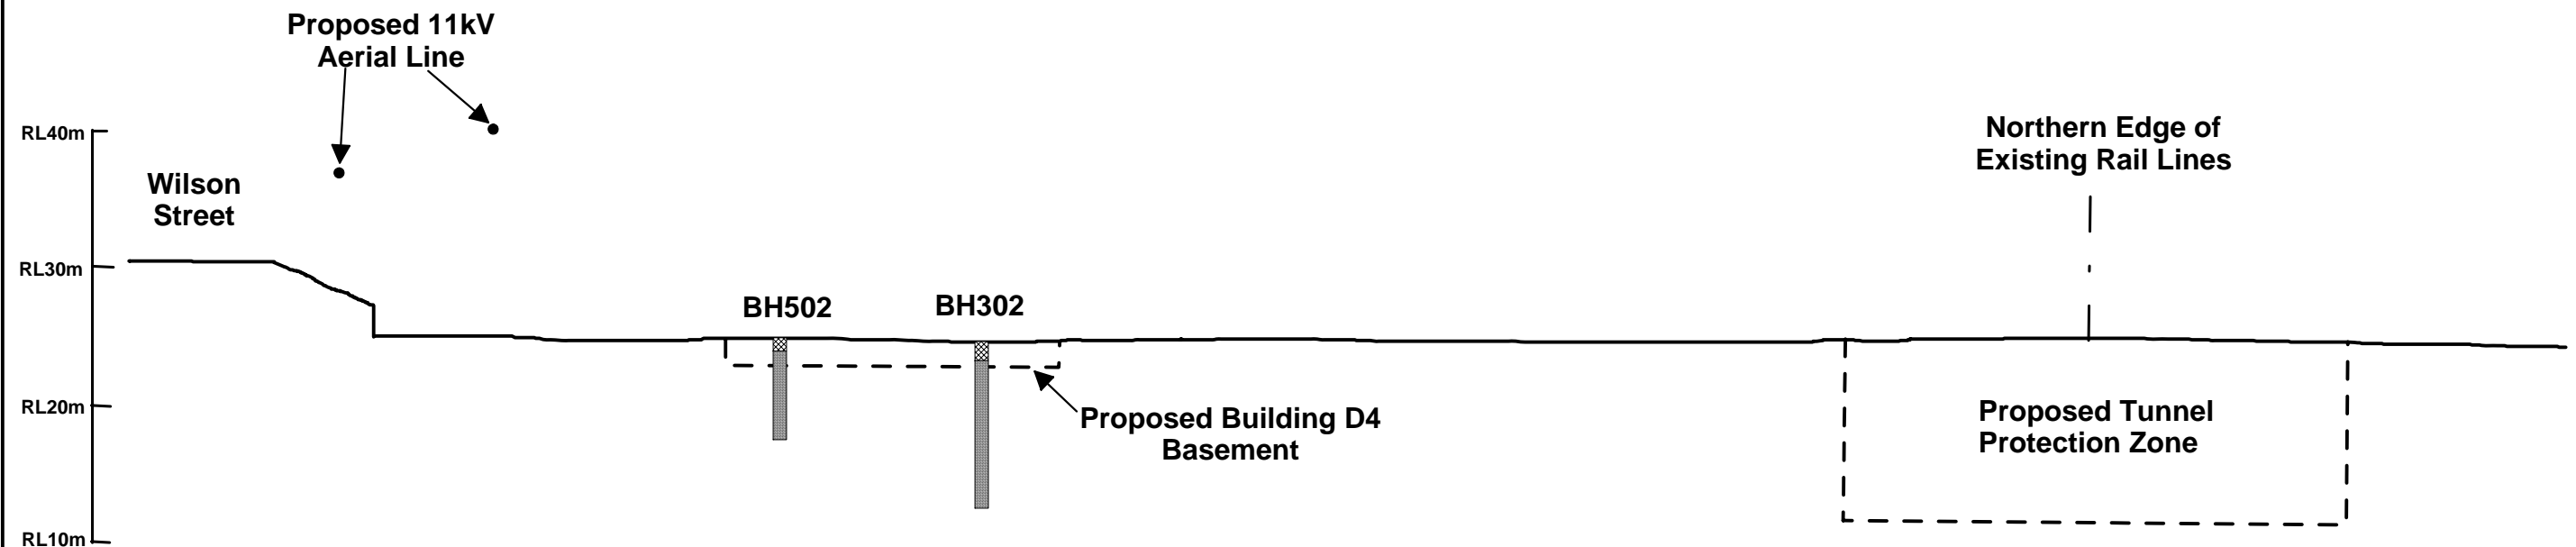 Proposed 11kV
Aerial Line
RL40m
Wilson
Street
Northern Edge of
Existing Rail Lines
RL30m
BH502
BH302
RL20m
Proposed Building D4
Basement
Proposed Tunnel
Protection Zone
RL10m